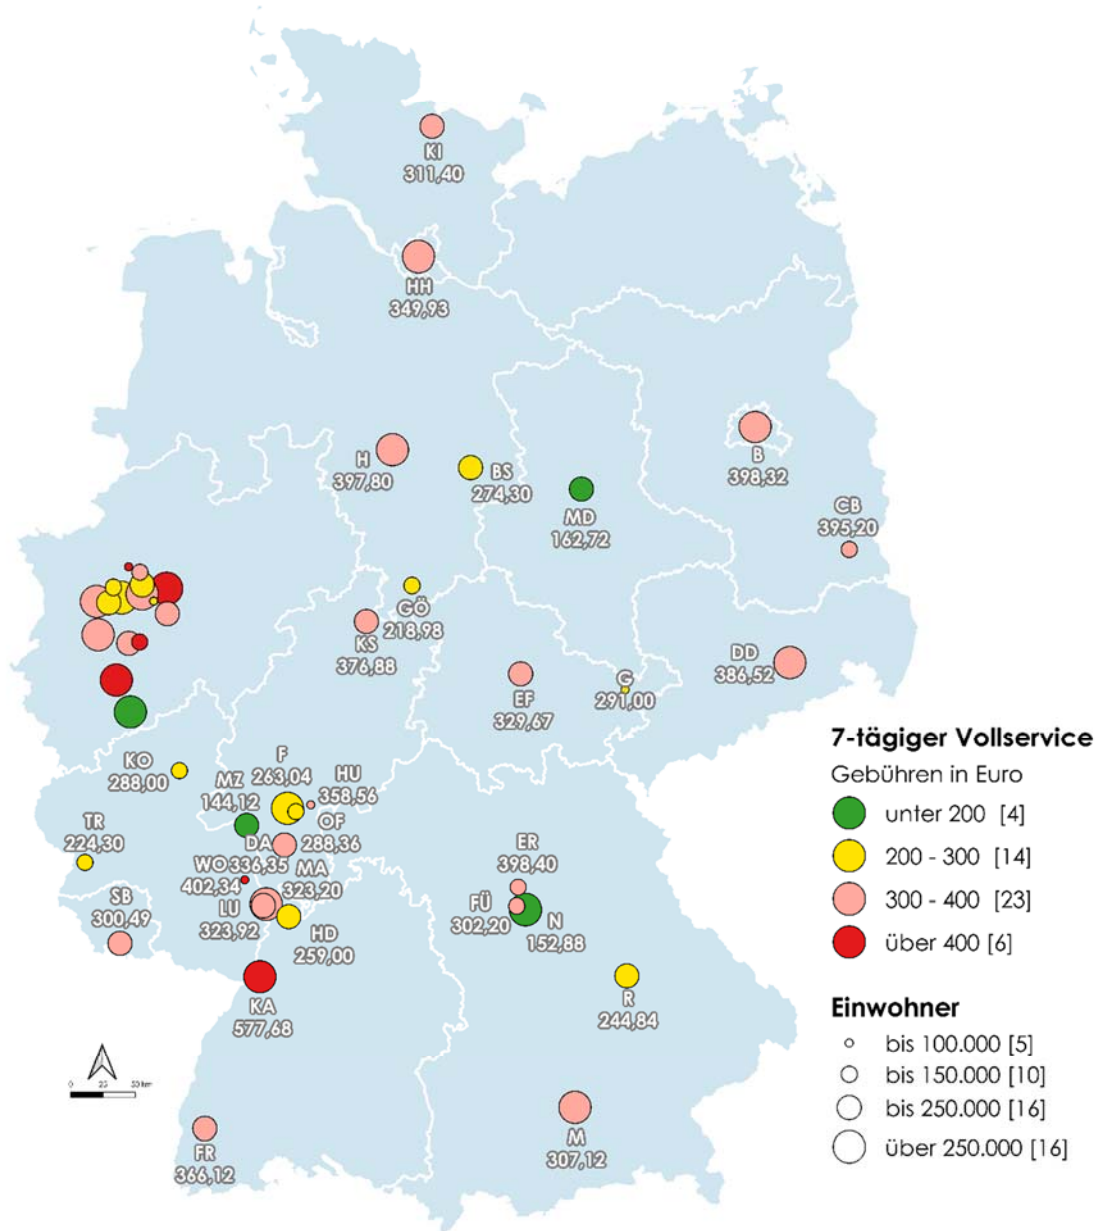 KI
311,40
HH
349,93
H
397,80
BS
274,30
MD
162,72
B
398,32
CB
395,20
GÖ
218,98
KS
376,88
EF
329,67
G
291,00
DD
386,52
KO
288,00
MZ
144,12
F
263,04
HU
358,56
OF
288,36
TR
224,30
DA
336,35
WO
402,34
MA
323,20
LU
323,92
SB
300,49
HD
259,00
ER
398,40
FÜ
302,20
N
152,88
KA
577,68
R
244,84
FR
366,12
M
307,12
0 25 50 km
7-tägiger Vollservice
Gebühren in Euro
unter 200 [4]
200 - 300 [14]
300 - 400 [23]
über 400 [6]
Einwohner
bis 100.000 [5]
bis 150.000 [10]
bis 250.000 [16]
über 250.000 [16]